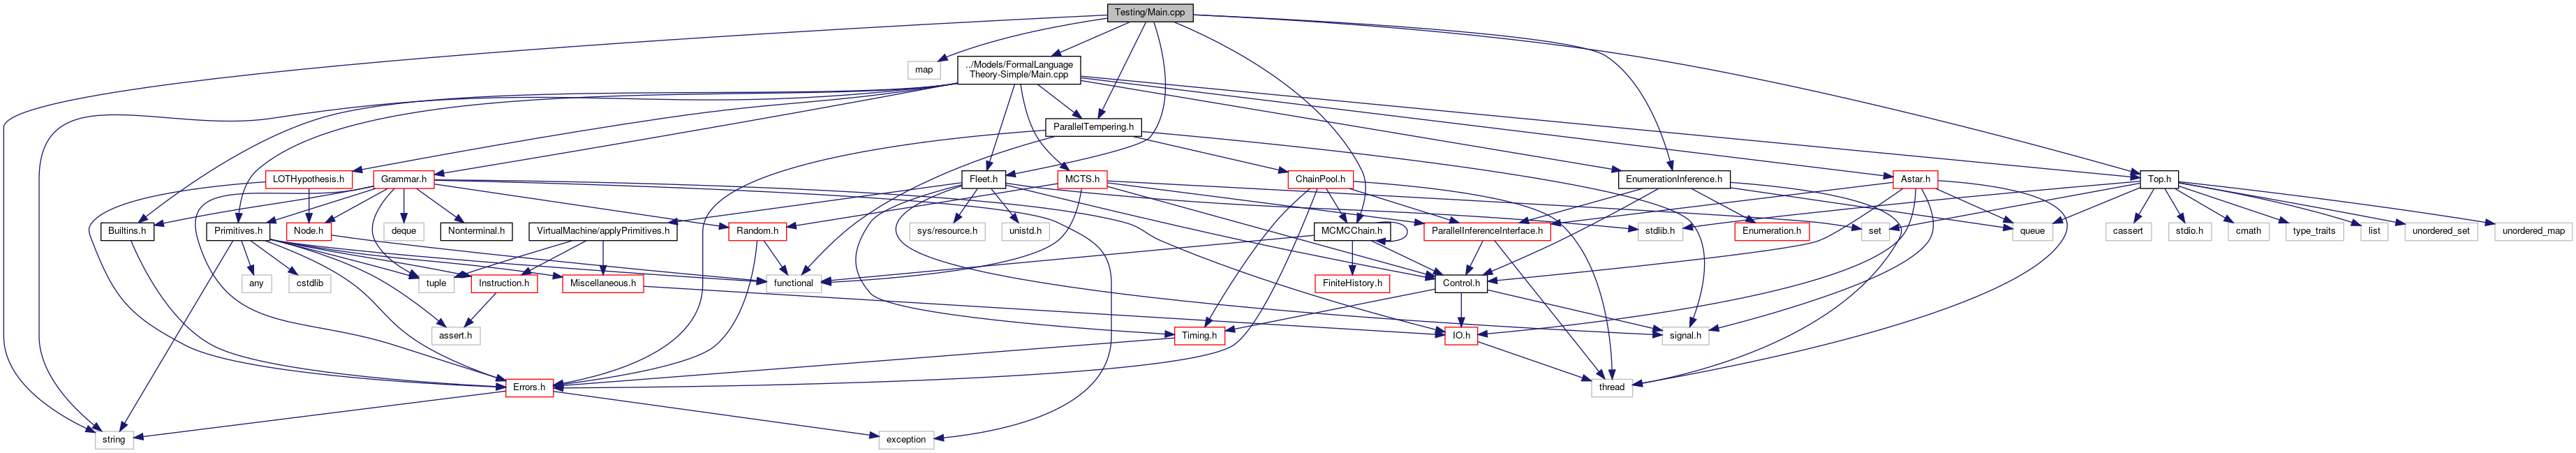 Testing/Main.cpp
map
../Models/FormalLanguage
Theory-Simple/Main.cpp
ParallelTempering.h
LOTHypothesis.h
Grammar.h
Fleet.h
MCTS.h
ChainPool.h
EnumerationInference.h
Astar.h
Top.h
Builtins.h
Primitives.h
Node.h
deque
Nonterminal.h
VirtualMachine/applyPrimitives.h
Random.h
sys/resource.h
unistd.h
MCMCChain.h
ParallelInferenceInterface.h
stdlib.h
Enumeration.h
set
queue
cassert
stdio.h
cmath
type_traits
list
unordered_set
unordered_map
any
cstdlib
tuple
Instruction.h
Miscellaneous.h
functional
FiniteHistory.h
Control.h
assert.h
Timing.h
IO.h
signal.h
Errors.h
thread
string
exception